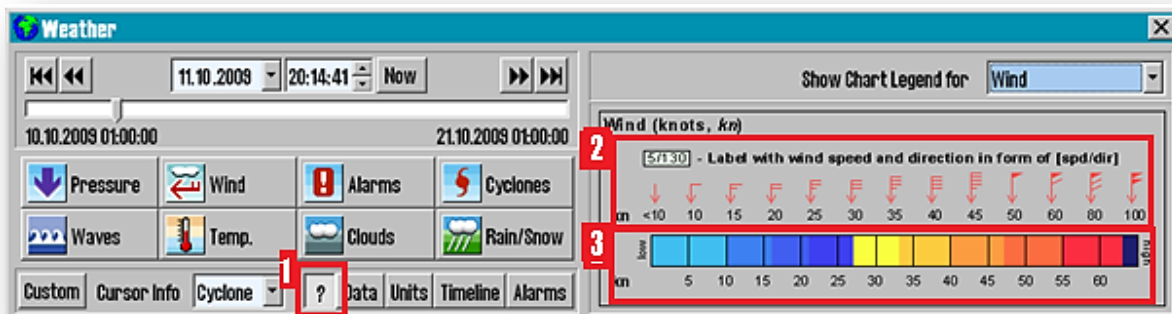 Weather
11.10.2009 20:14:41 Now
10.10.2009 01:00:00 21.10.2009 01:00:00
Pressure Wind Alarms Cyclones
Waves Temp. Clouds Rain/Snow
1
Custom Cursor Info Cyclone ? Data Units Timeline Alarms
Show Chart Legend for Wind
Wind (knots, kn)
2
5/130 - Label with wind speed and direction in form of [spd/dir]
kn <10 10 15 20 25 30 35 40 45 50 60 80 100
3
low high
kn 5 10 15 20 25 30 35 40 45 50 55 60